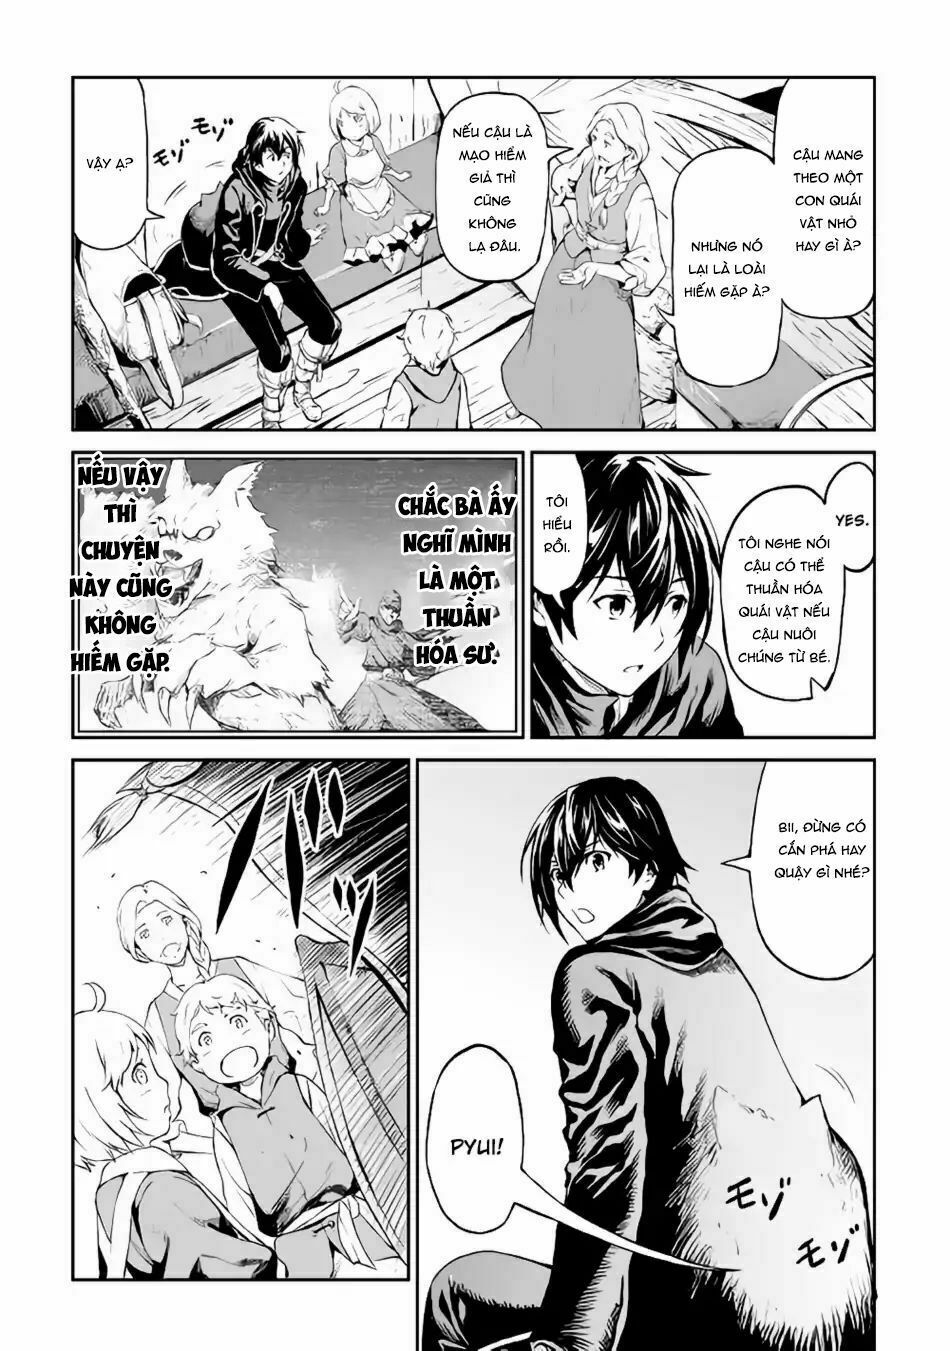 CẬU MANG
THEO MỘT
CON QUÁI
VẬT NHỎ
HAY GÌ À?
NHƯNG NÓ
LẠI LÀ LOÀI
HIẾM GẶP À?
NẾU CẬU LÀ
MẠO HIỂM
GIẢ THÌ
CŨNG
KHÔNG
LẠ ĐÂU.
モゾ
モゾ
VẬY Ạ?
YES.
TÔI NGHE NÓI
CẬU CÓ THỂ
THUẦN HÓA
QUÁI VẬT NẾU
CẬU NUÔI
CHÚNG TỪ BÉ.
TÔI
HIỂU
RỒI.
CHẮC BÀ ẤY
NGHĨ MÌNH
LÀ MỘT
THUẦN
HÓA SƯ.
NẾU VẬY
THÌ
CHUYỆN
NÀY CŨNG
KHÔNG
HIẾM GẶP.
BII, ĐỪNG CÓ
CẮN PHÁ HAY
QUẬY GÌ NHÉ?
PYUI!
モゾ
モゾ